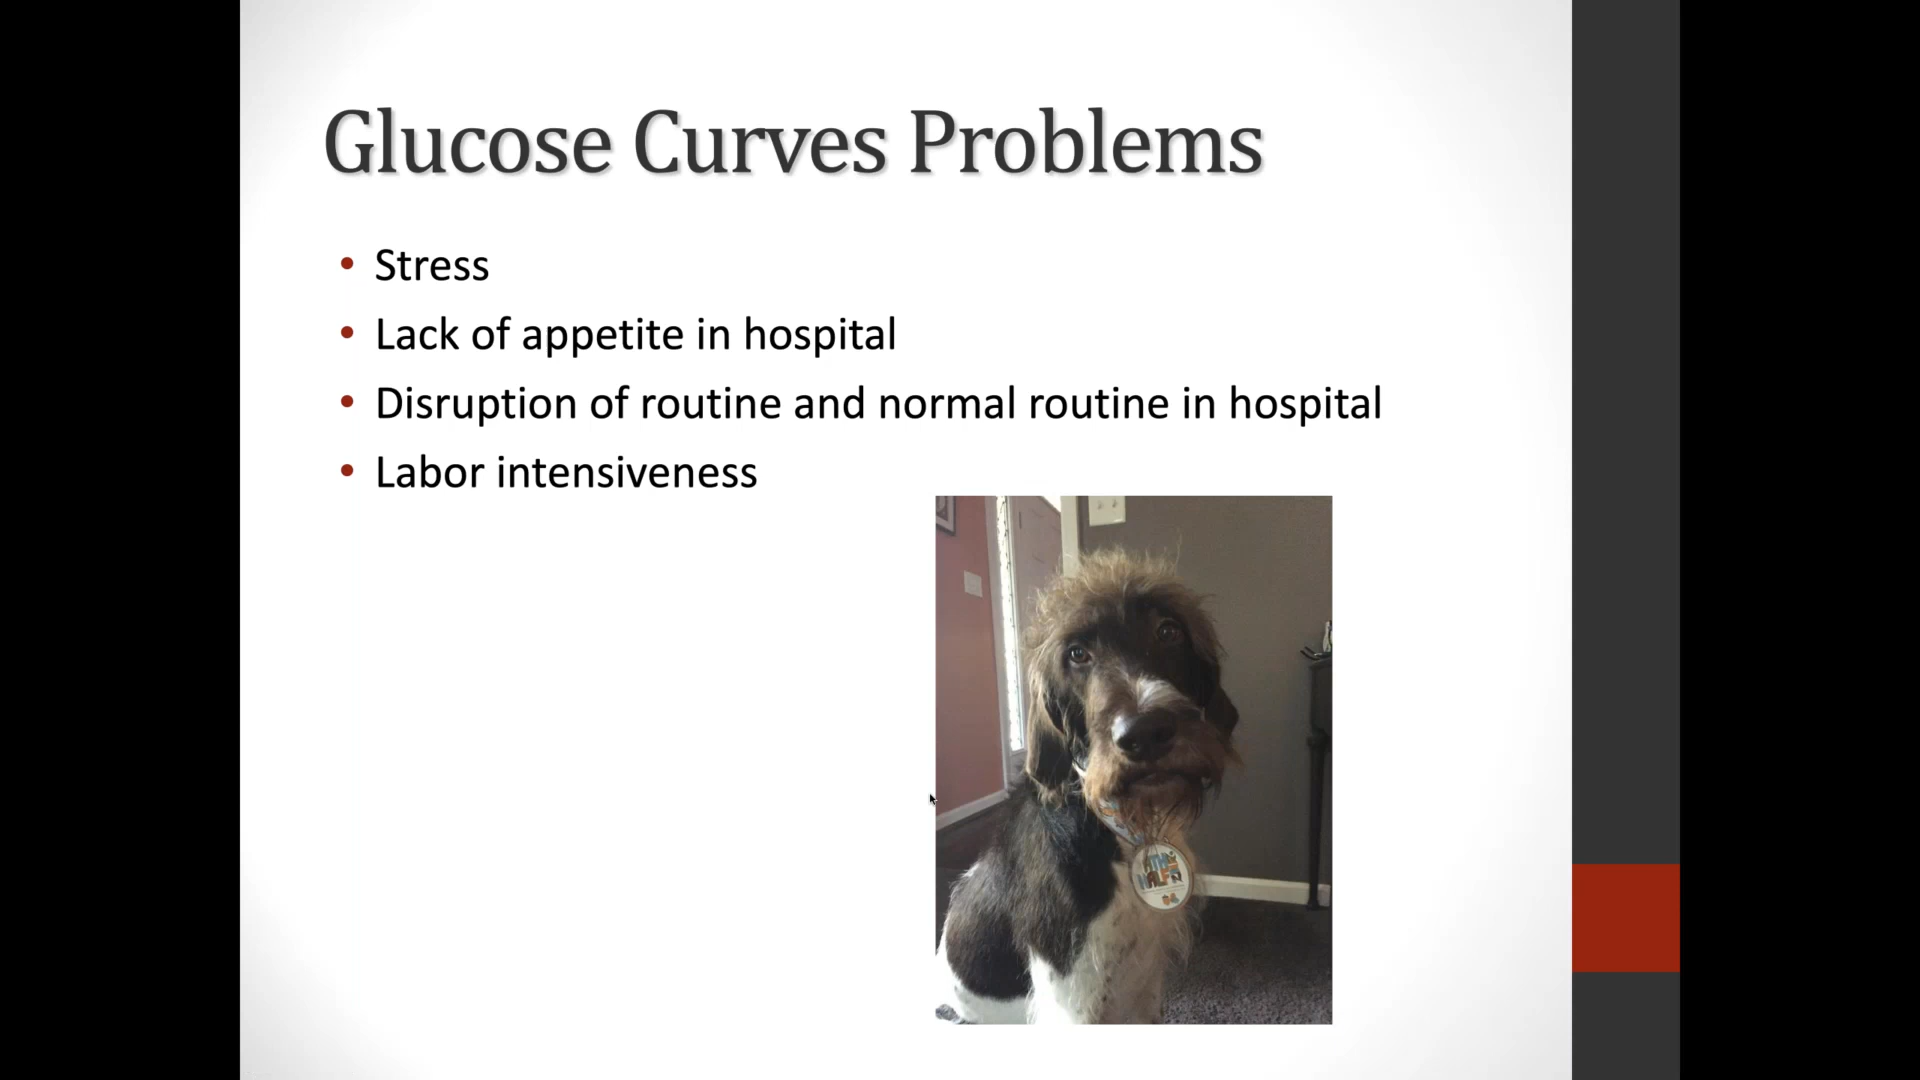 Glucose Curves Problems
• Stress
• Lack of appetite in hospital
• Disruption of routine and normal routine in hospital
• Labor intensiveness